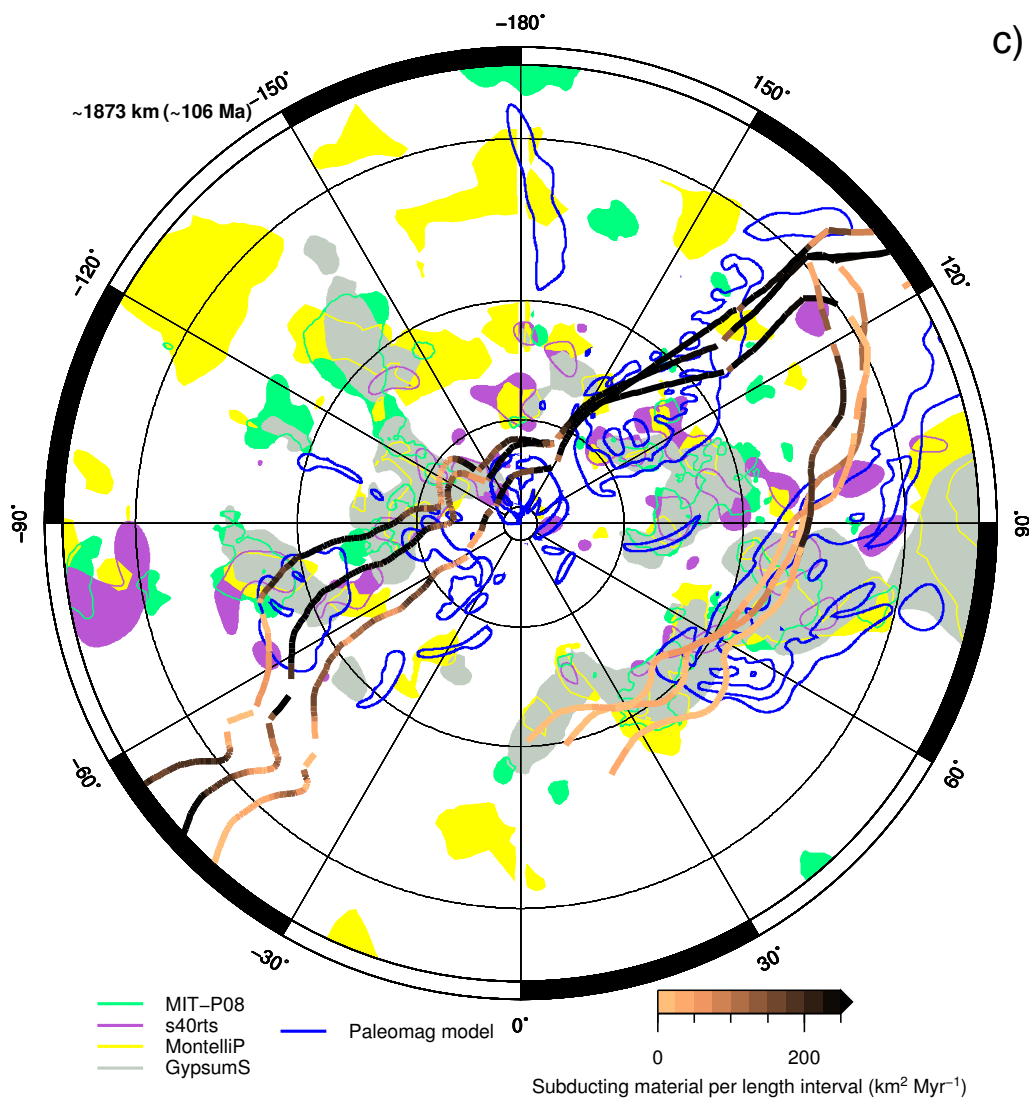 c)
−180°
−150°
150°
~1873 km (~106 Ma)
−120°
120°
−90°
90°
−60°
60°
−30°
30°
0°
MIT−P08
s40rts
MontelliP
GypsumS
Paleomag model
0
200
Subducting material per length interval (km² Myr⁻¹)